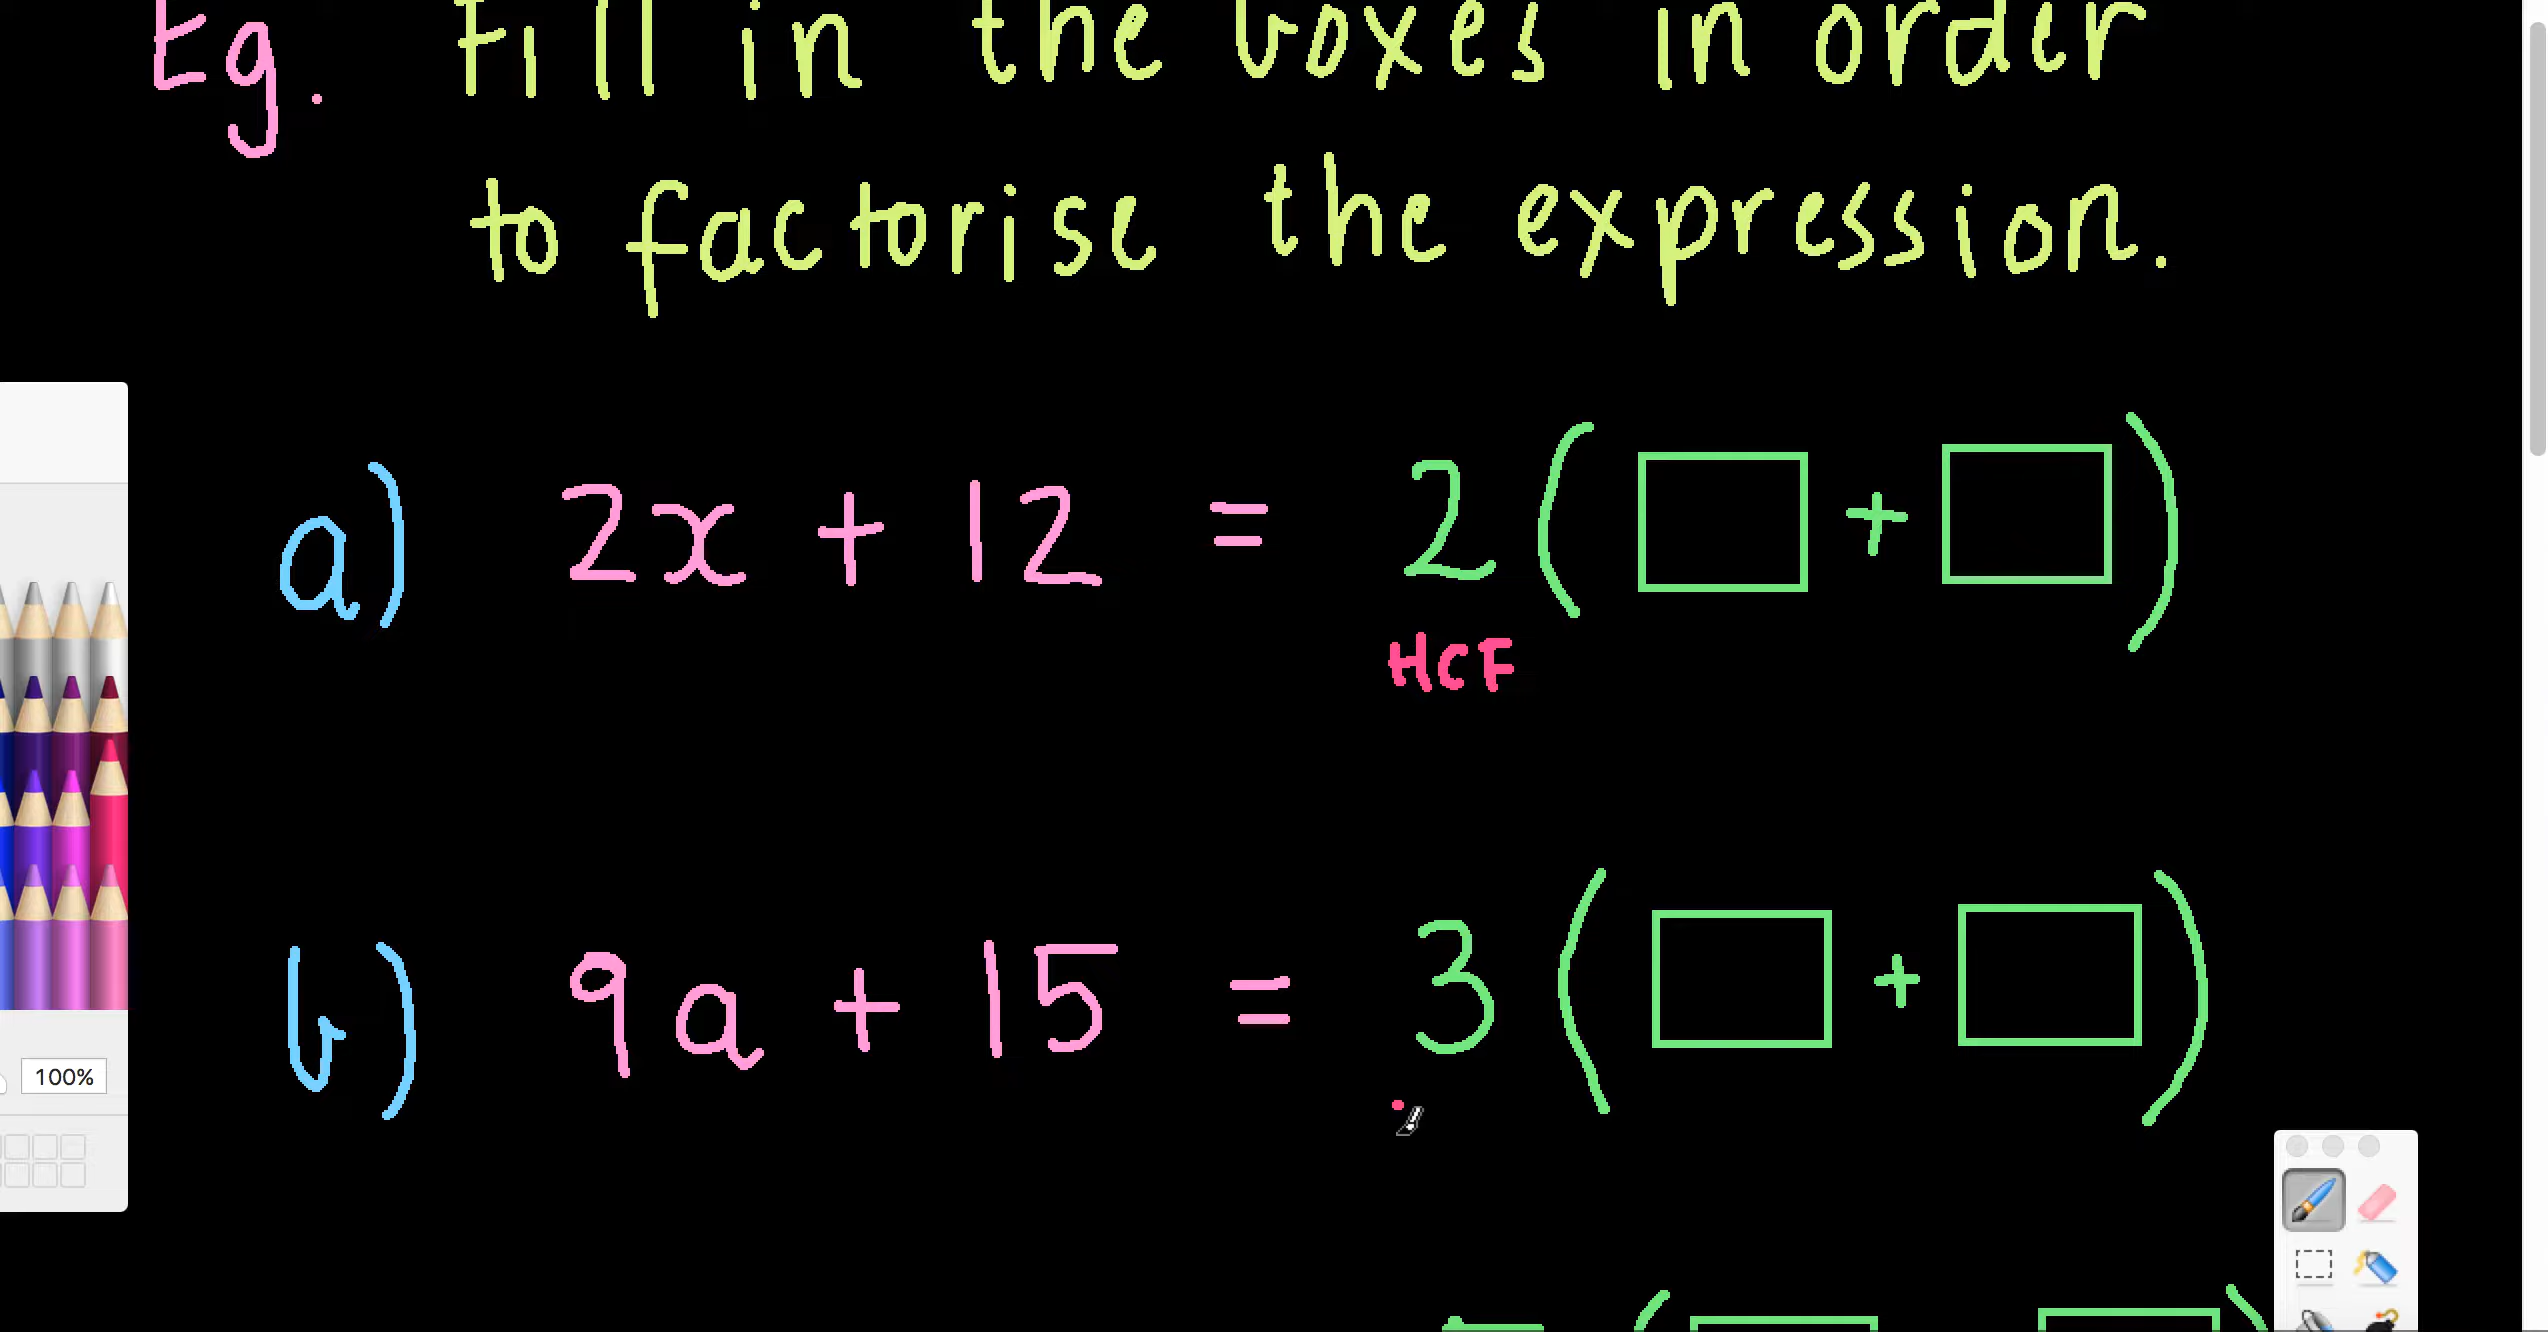 Eg. Fill in the boxes in order
to factorise the expression.
a) 2x + 12 = 2 ( □ + □ )
HCF
b) 9a + 15 = 3 ( □ + □ )
100%